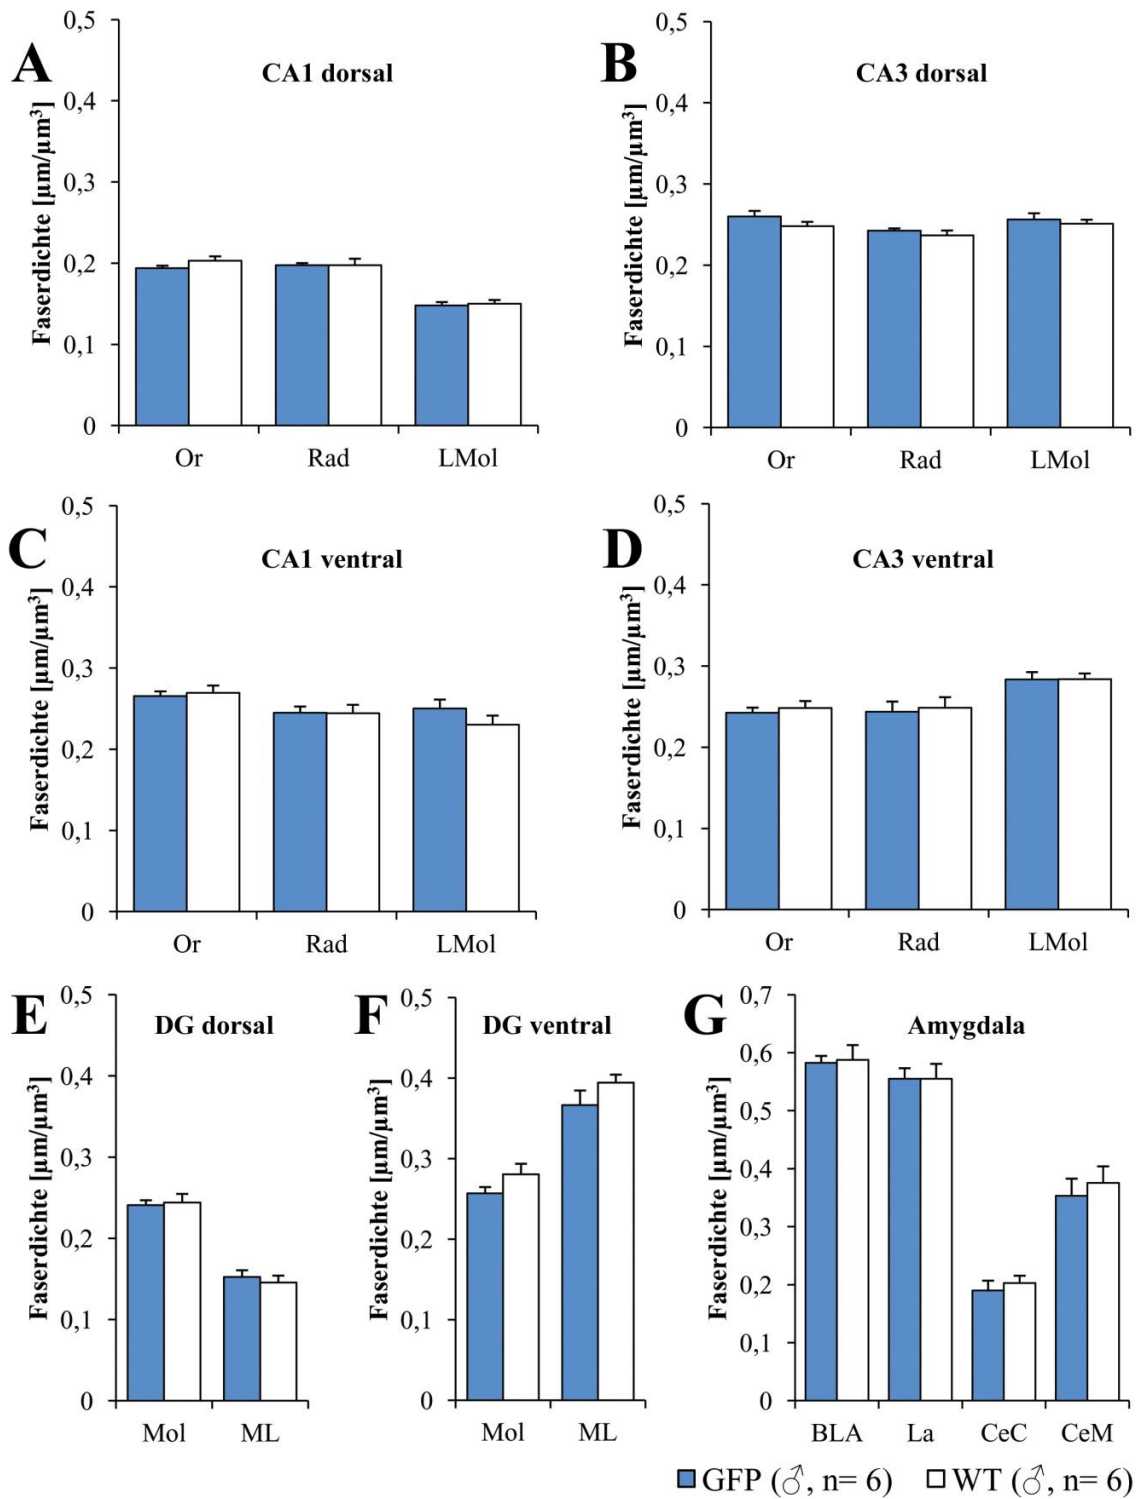 A
CA1 dorsal
Faserdichte [µm/µm³]
0,5
0,4
0,3
0,2
0,1
0
Or Rad LMol
B
CA3 dorsal
Faserdichte [µm/µm³]
0,5
0,4
0,3
0,2
0,1
0
Or Rad LMol
C
CA1 ventral
Faserdichte [µm/µm³]
0,5
0,4
0,3
0,2
0,1
0
Or Rad LMol
D
CA3 ventral
Faserdichte [µm/µm³]
0,5
0,4
0,3
0,2
0,1
0
Or Rad LMol
E
DG dorsal
Faserdichte [µm/µm³]
0,5
0,4
0,3
0,2
0,1
0
Mol ML
F
DG ventral
Faserdichte [µm/µm³]
0,5
0,4
0,3
0,2
0,1
0
Mol ML
G
Amygdala
Faserdichte [µm/µm³]
0,7
0,6
0,5
0,4
0,3
0,2
0,1
0
BLA La CeC CeM
GFP (♂, n= 6) WT (♂, n= 6)